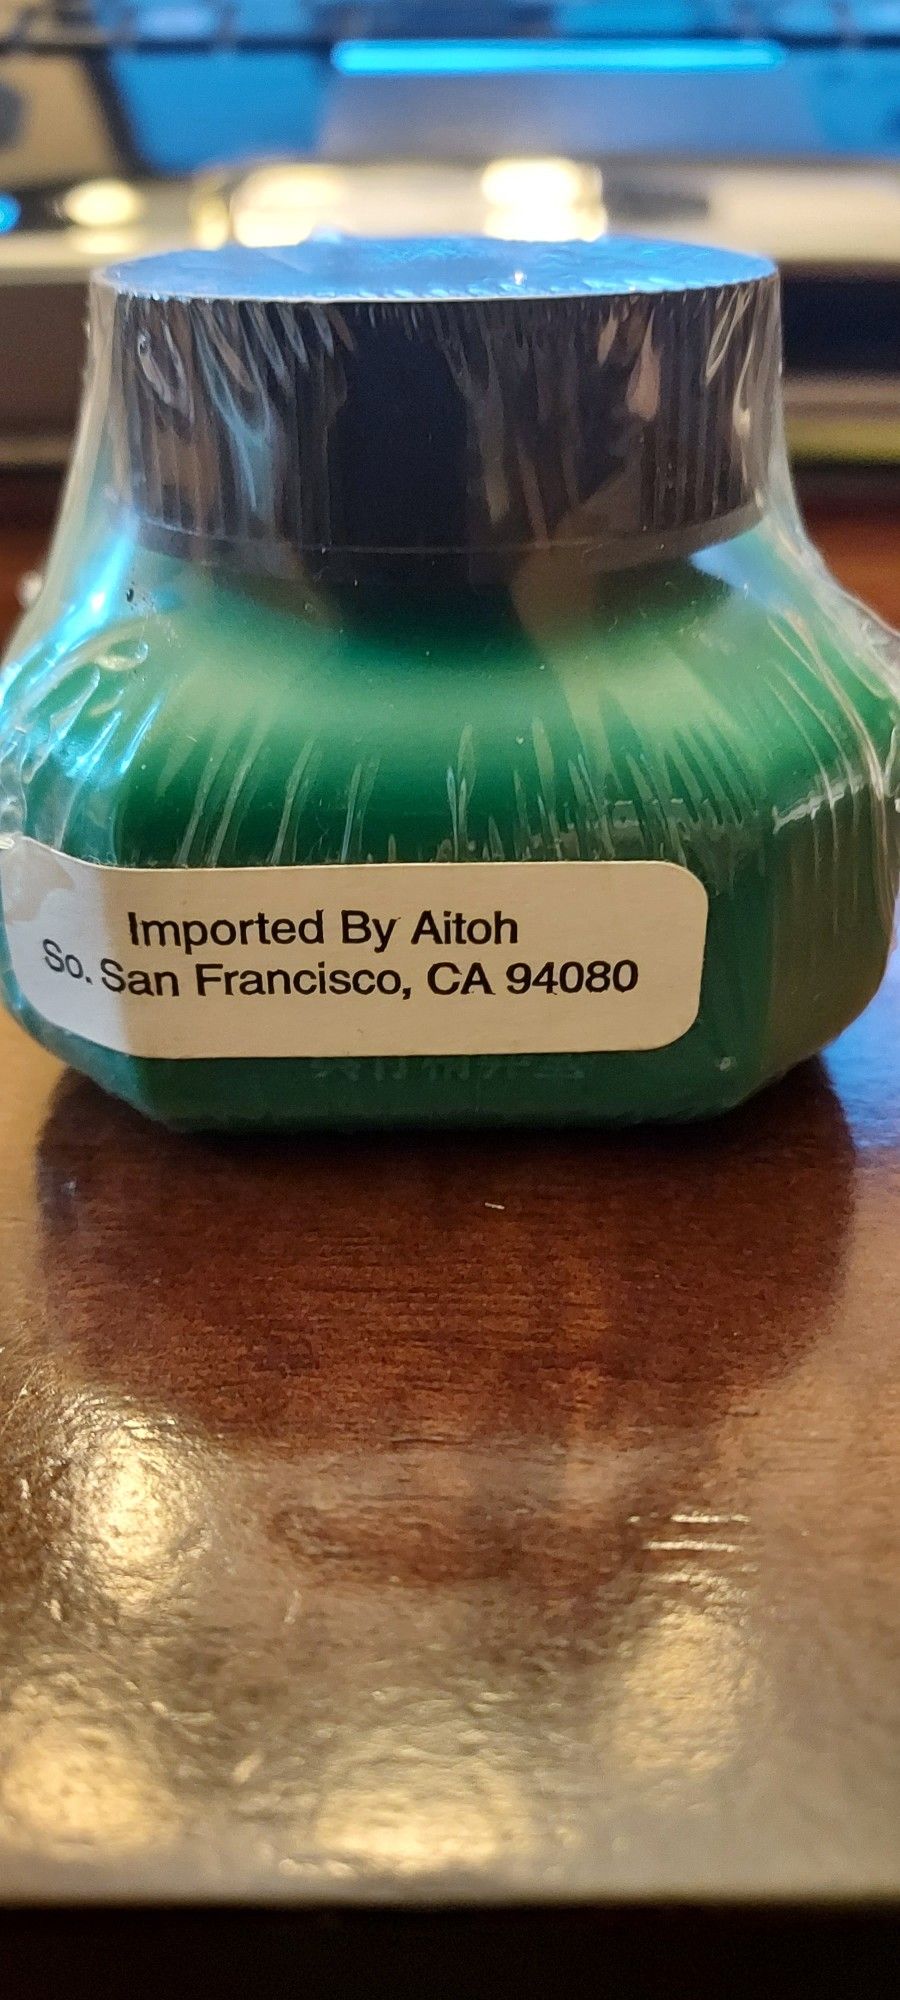 Imported By Aitoh
So. San Francisco, CA 94080